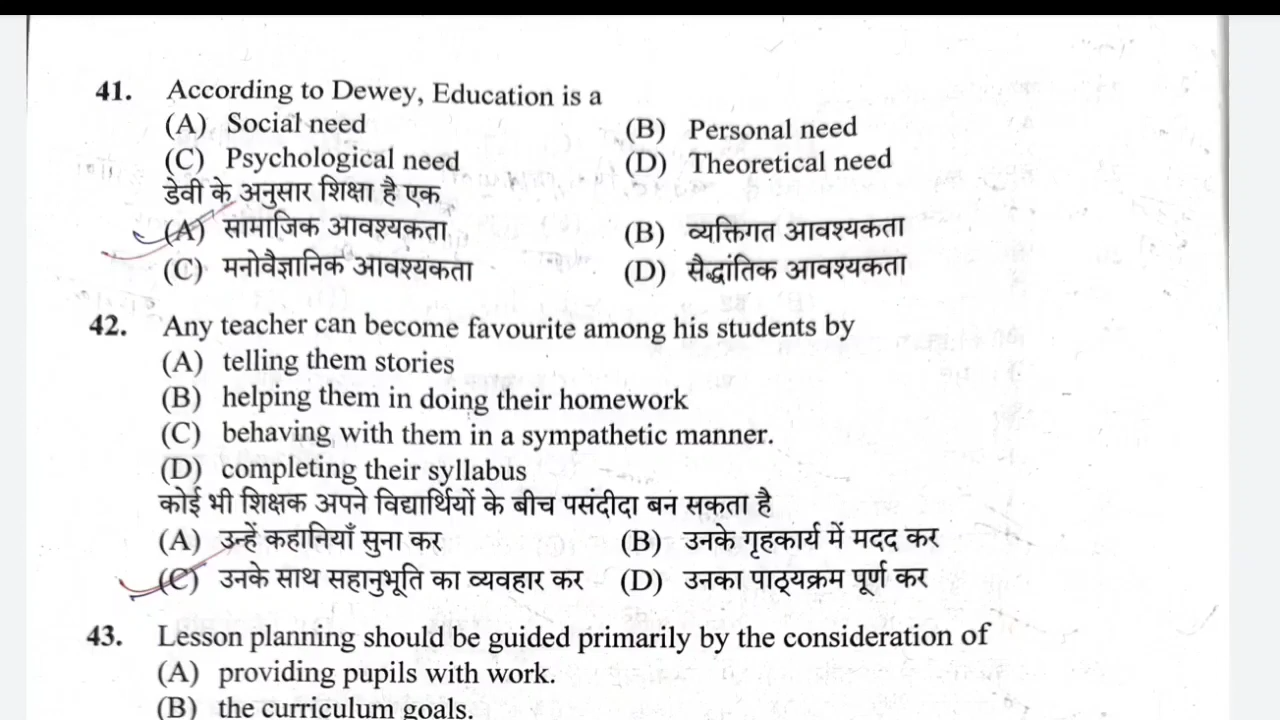 41. According to Dewey, Education is a
(A) Social need (B) Personal need
(C) Psychological need (D) Theoretical need
डेवी के अनुसार शिक्षा है एक
(A) सामाजिक आवश्यकता (B) व्यक्तिगत आवश्यकता
(C) मनोवैज्ञानिक आवश्यकता (D) सैद्धांतिक आवश्यकता
42. Any teacher can become favourite among his students by
(A) telling them stories
(B) helping them in doing their homework
(C) behaving with them in a sympathetic manner.
(D) completing their syllabus
कोई भी शिक्षक अपने विद्यार्थियों के बीच पसंदीदा बन सकता है
(A) उन्हें कहानियाँ सुना कर (B) उनके गृहकार्य में मदद कर
(C) उनके साथ सहानुभूति का व्यवहार कर (D) उनका पाठ्यक्रम पूर्ण कर
43. Lesson planning should be guided primarily by the consideration of
(A) providing pupils with work.
(B) the curriculum goals.